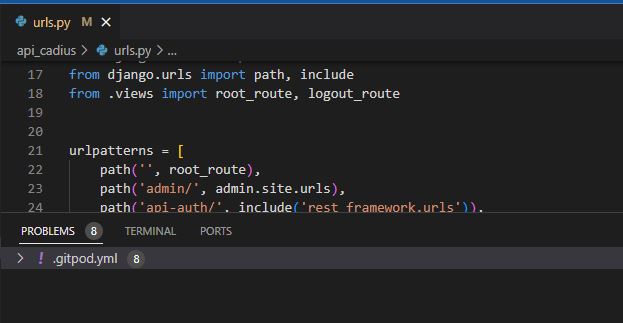 urls.py M
api_cadius > urls.py > ...
17 from django.urls import path, include
18 from .views import root_route, logout_route
19
20
21 urlpatterns = [
22 path('', root_route),
23 path('admin/', admin.site.urls),
24 path('api-auth/', include('rest_framework.urls')),
PROBLEMS 8 TERMINAL PORTS
> ! .gitpod.yml 8